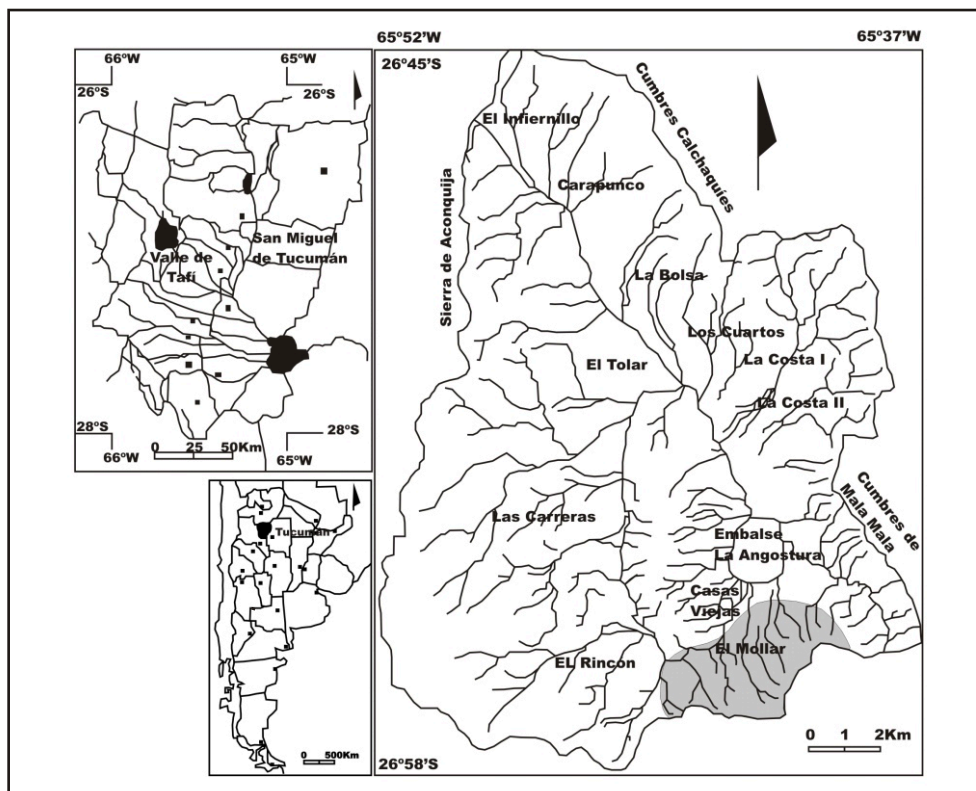 65º52'W
65º37'W
66ºW
65ºW
26ºS
26ºS
San Miguel
de Tucumán
Valle de
Tafí
28ºS
28ºS
66ºW
65ºW
0 25 50Km
Tucumán
0 500Km
26º45'S
Cumbres Calchaquíes
El Infiernillo
Carapunco
Sierra de Aconquija
La Bolsa
Los Cuartos
La Costa I
El Tolar
La Costa II
Cumbres de
Mala Mala
Las Carreras
Embalse
La Angostura
Casas
Viejas
El Mollar
EL Rincón
0 1 2Km
26º58'S